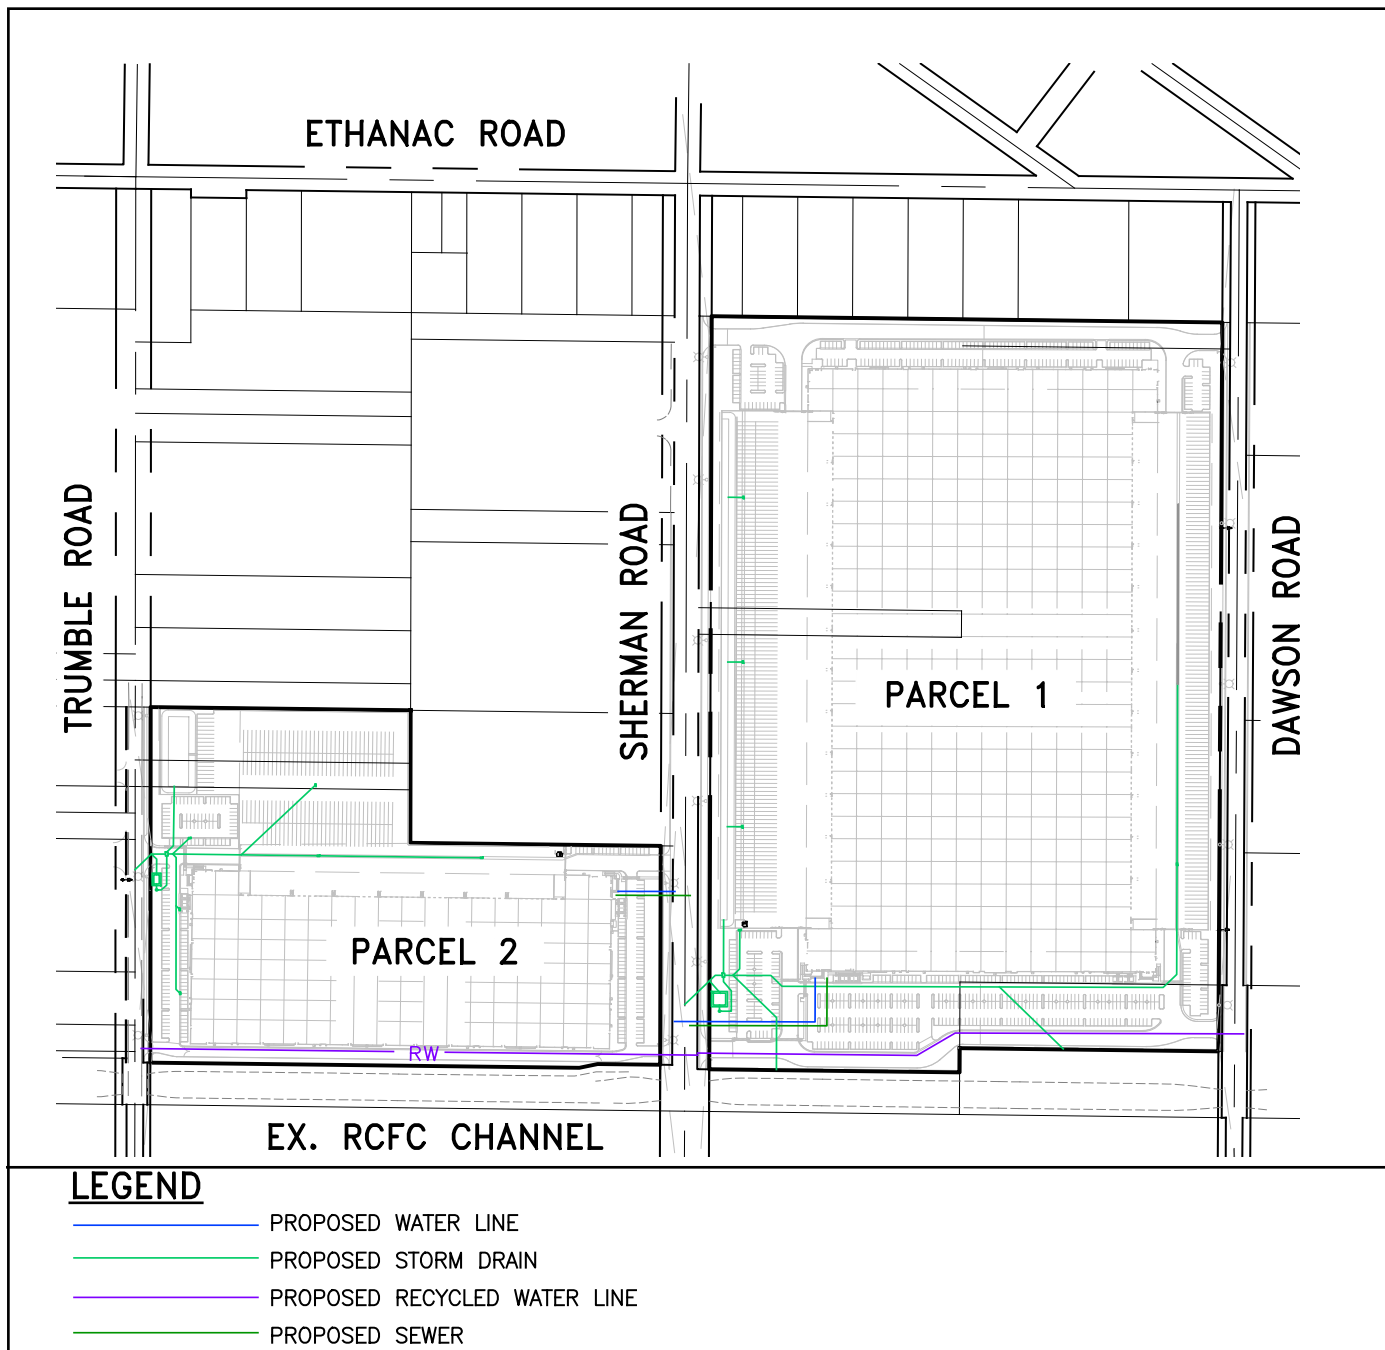 ETHANAC ROAD
TRUMBLE ROAD
SHERMAN ROAD
DAWSON ROAD
PARCEL 1
PARCEL 2
RW
EX. RCFC CHANNEL
LEGEND
PROPOSED WATER LINE
PROPOSED STORM DRAIN
PROPOSED RECYCLED WATER LINE
PROPOSED SEWER